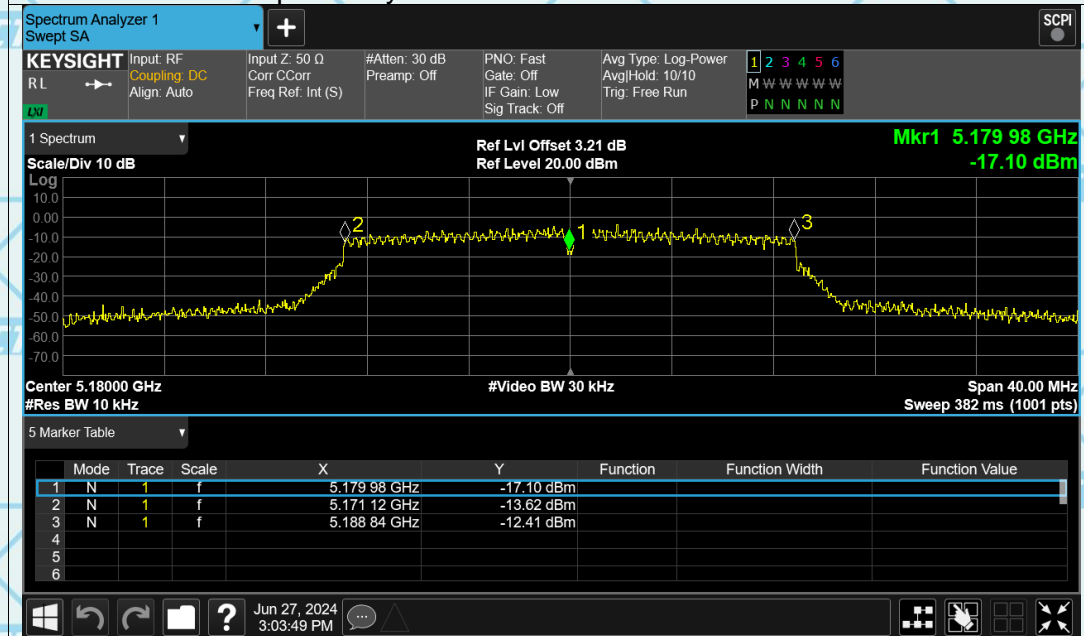 Spectrum Analyzer 1
Swept SA
+
SCPI
KEYSIGHT
RL
LXI
Input: RF
Coupling: DC
Align: Auto
Input Z: 50 Ω
Corr CCorr
Freq Ref: Int (S)
#Atten: 30 dB
Preamp: Off
PNO: Fast
Gate: Off
IF Gain: Low
Sig Track: Off
Avg Type: Log-Power
Avg|Hold: 10/10
Trig: Free Run
1 2 3 4 5 6
M W W W W W
P N N N N N
1 Spectrum
Scale/Div 10 dB
Ref Lvl Offset 3.21 dB
Ref Level 20.00 dBm
Mkr1 5.179 98 GHz
-17.10 dBm
Log
10.0
0.00
-10.0
-20.0
-30.0
-40.0
-50.0
-60.0
-70.0
2
1
3
Center 5.18000 GHz
#Video BW 30 kHz
Span 40.00 MHz
#Res BW 10 kHz
Sweep 382 ms (1001 pts)
5 Marker Table
Mode Trace Scale X Y Function Function Width Function Value
1 N 1 f 5.179 98 GHz -17.10 dBm
2 N 1 f 5.171 12 GHz -13.62 dBm
3 N 1 f 5.188 84 GHz -12.41 dBm
4
5
6
?
Jun 27, 2024
3:03:49 PM